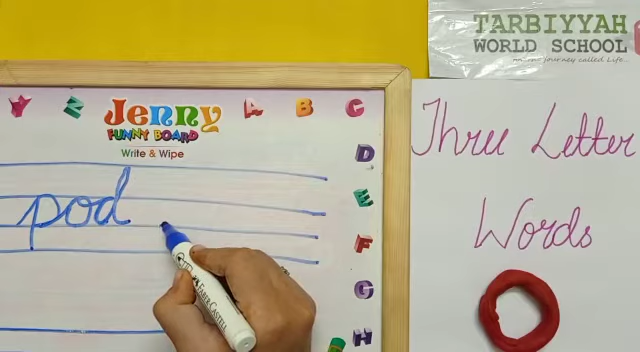 TARBIYYAH
WORLD SCHOOL
Y Z Jenny A B C
FUNNY BOARD
Write & Wipe
D
E
F
G
H
pod
Three Letter
Words